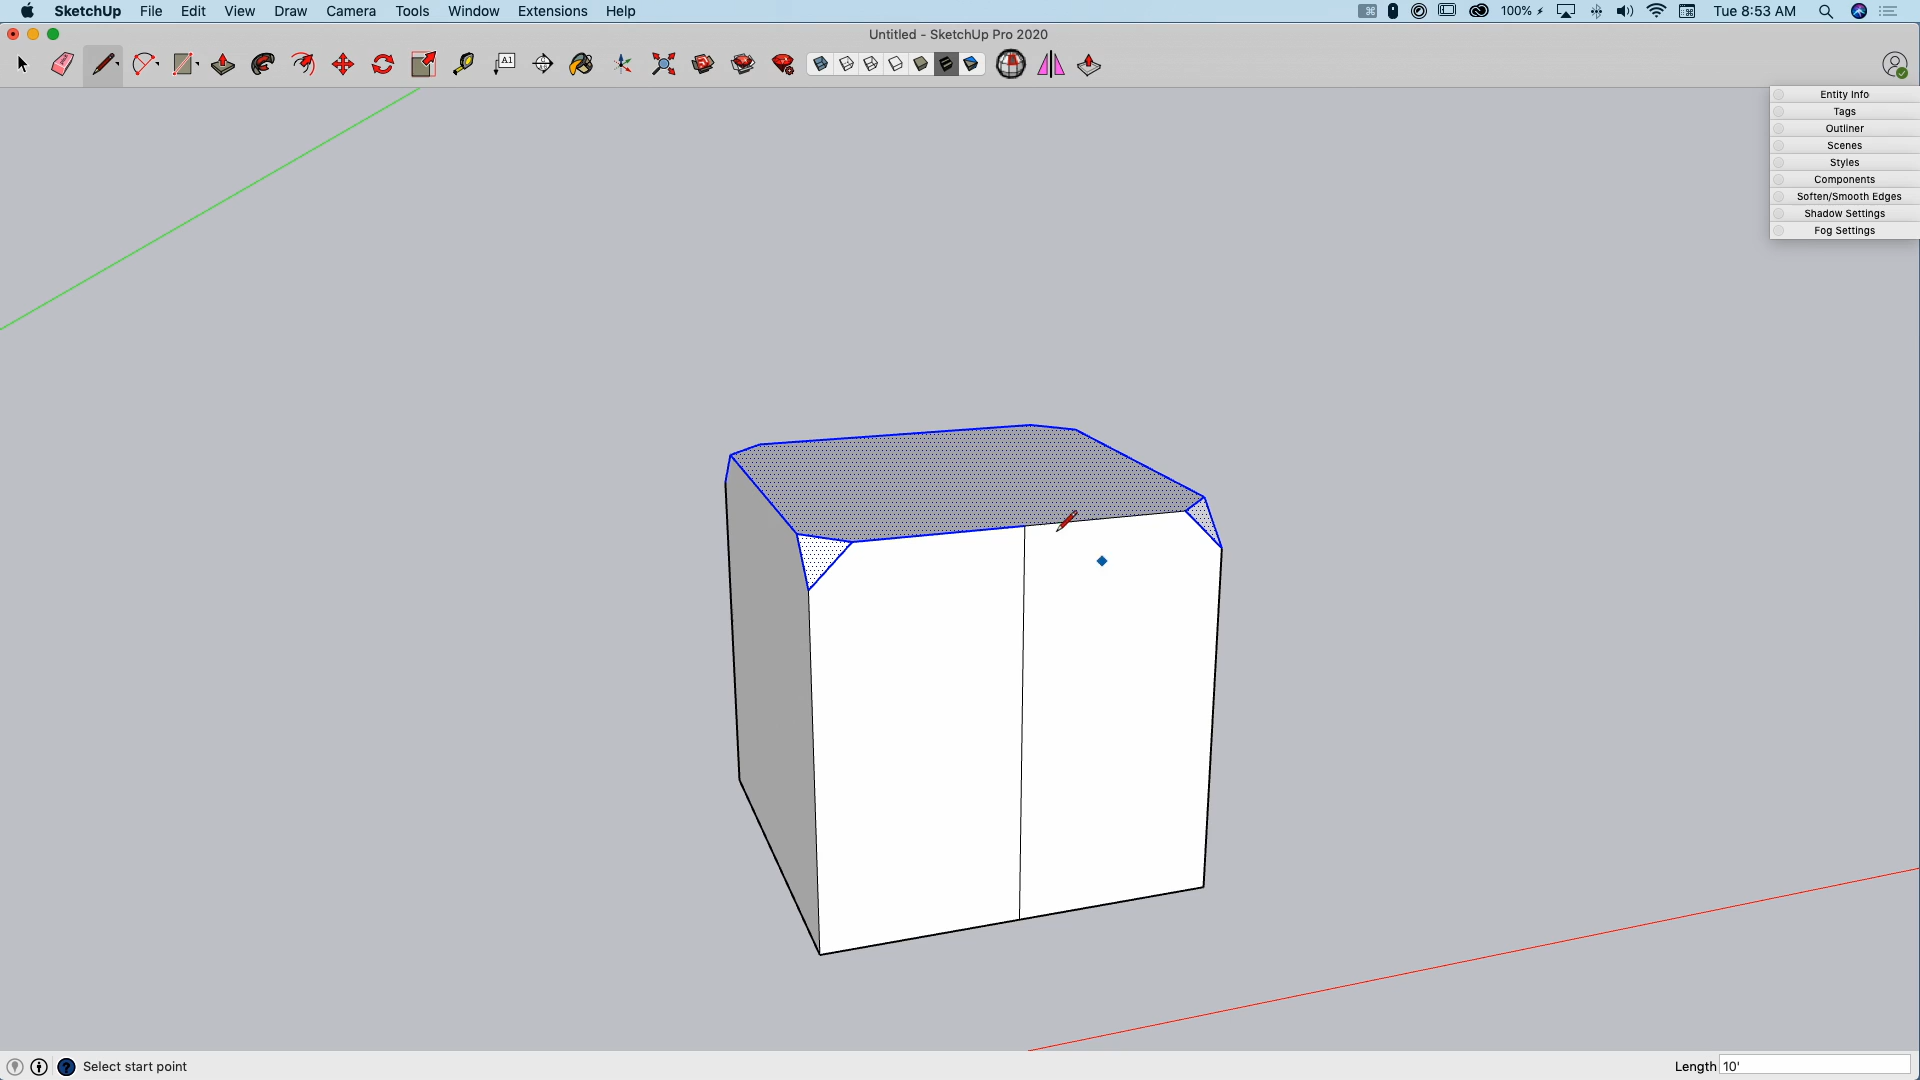 SketchUp File Edit View Draw Camera Tools Window Extensions Help 100% Tue 8:53 AM
Untitled - SketchUp Pro 2020
A1
Entity Info
Tags
Outliner
Scenes
Styles
Components
Soften/Smooth Edges
Shadow Settings
Fog Settings
Select start point
Length 10'